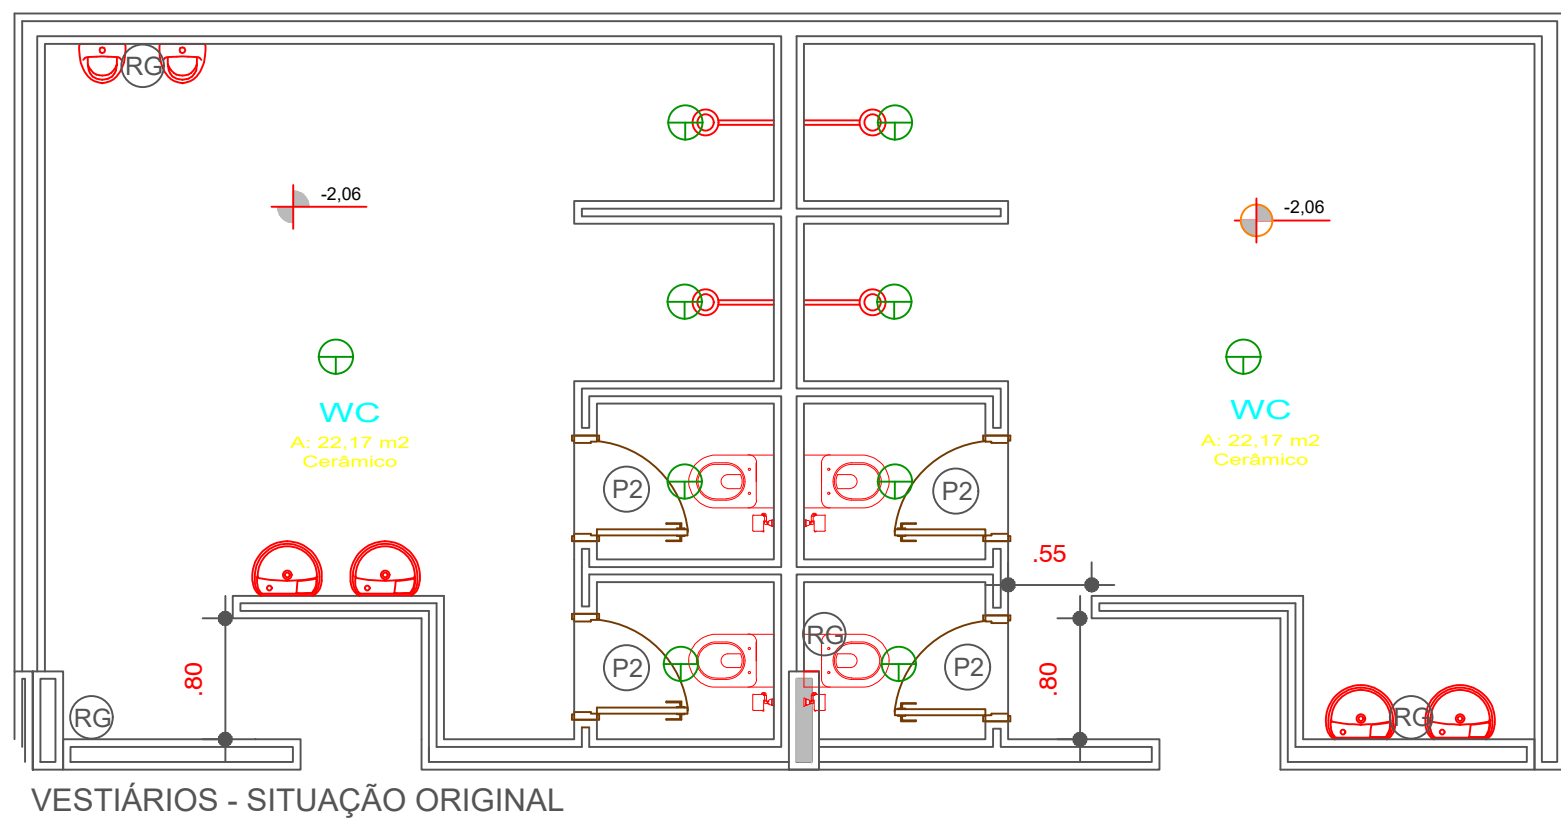 RG
-2,06
-2,06
WC
A: 22,17 m2
Cerâmico
WC
A: 22,17 m2
Cerâmico
P2
P2
.55
RG
P2
P2
.80
.80
RG
RG
VESTIÁRIOS - SITUAÇÃO ORIGINAL